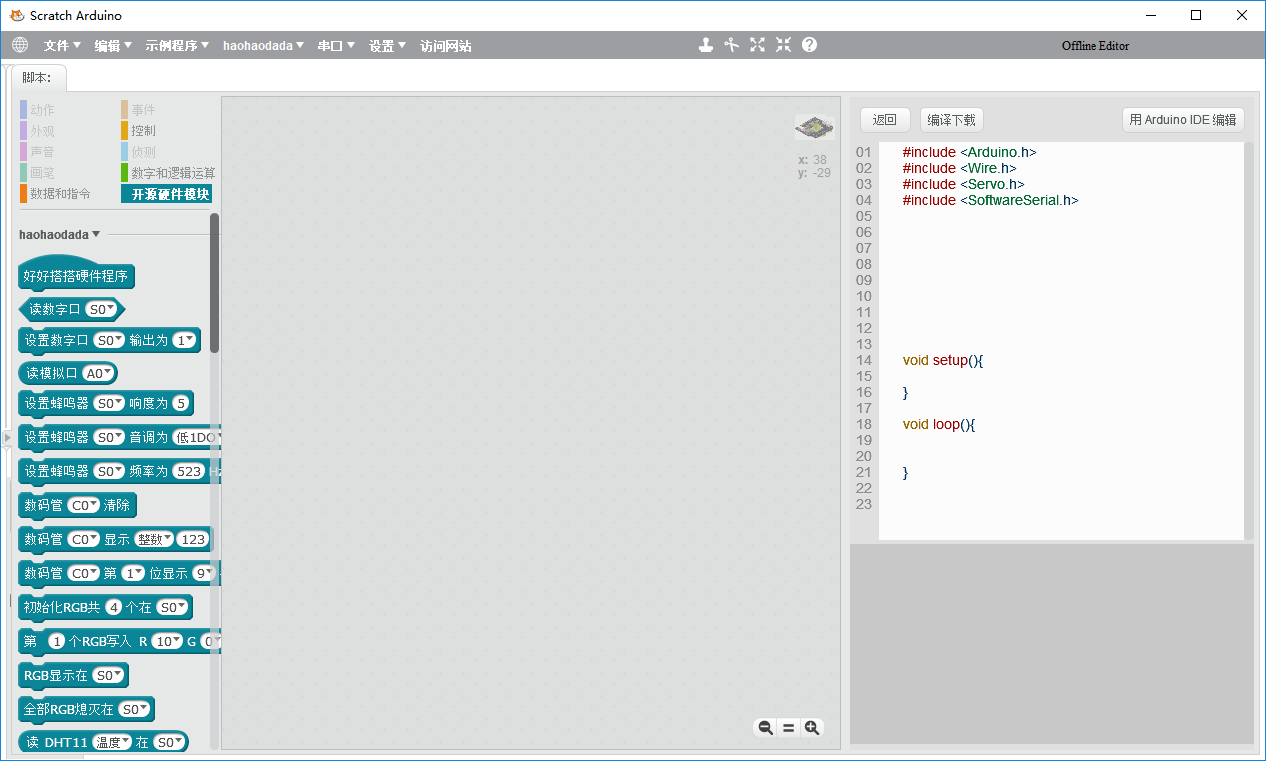 Scratch Arduino
文件 编辑 示例程序 haohaodada 串口 设置 访问网站 Offline Editor
脚本:
动作 事件
外观 控制
声音 侦测
画笔 数字和逻辑运算
数据和指令 开源硬件模块
haohaodada
好好搭搭硬件程序
读数字口 S0
设置数字口 S0 输出为 1
读模拟口 A0
设置蜂鸣器 S0 响度为 5
设置蜂鸣器 S0 音调为 低1DO
设置蜂鸣器 S0 频率为 523 Hz
数码管 C0 清除
数码管 C0 显示 整数 123
数码管 C0 第 1 位显示 9
初始化RGB共 4 个在 S0
第 1 个RGB写入 R 10 G 0
RGB显示在 S0
全部RGB熄灭在 S0
读 DHT11 温度 在 S0
x: 38
y: -29
返回 编译下载 用 Arduino IDE 编辑
01 #include <Arduino.h>
02 #include <Wire.h>
03 #include <Servo.h>
04 #include <SoftwareSerial.h>
05
06
07
08
09
10
11
12
13
14 void setup(){
15
16 }
17
18 void loop(){
19
20
21 }
22
23